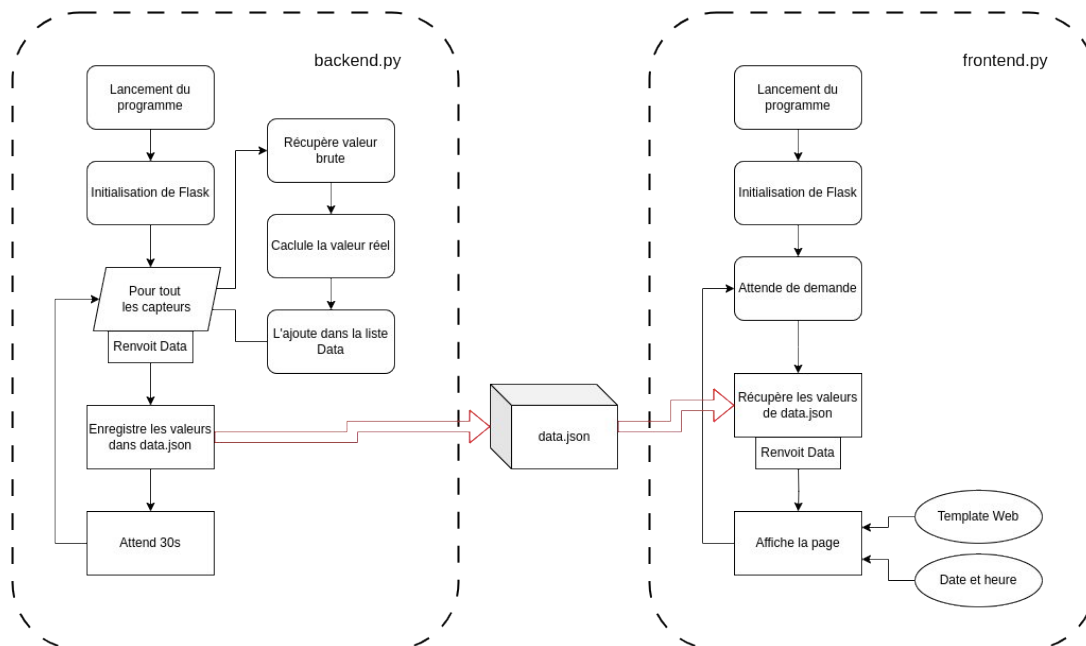 backend.py
Lancement du
programme
Initialisation de Flask
Pour tout
les capteurs
Renvoit Data
Récupère valeur
brute
Caclule la valeur réel
L'ajoute dans la liste
Data
Enregistre les valeurs
dans data.json
Attend 30s
data.json
frontend.py
Lancement du
programme
Initialisation de Flask
Attende de demande
Récupère les valeurs
de data.json
Renvoit Data
Affiche la page
Template Web
Date et heure